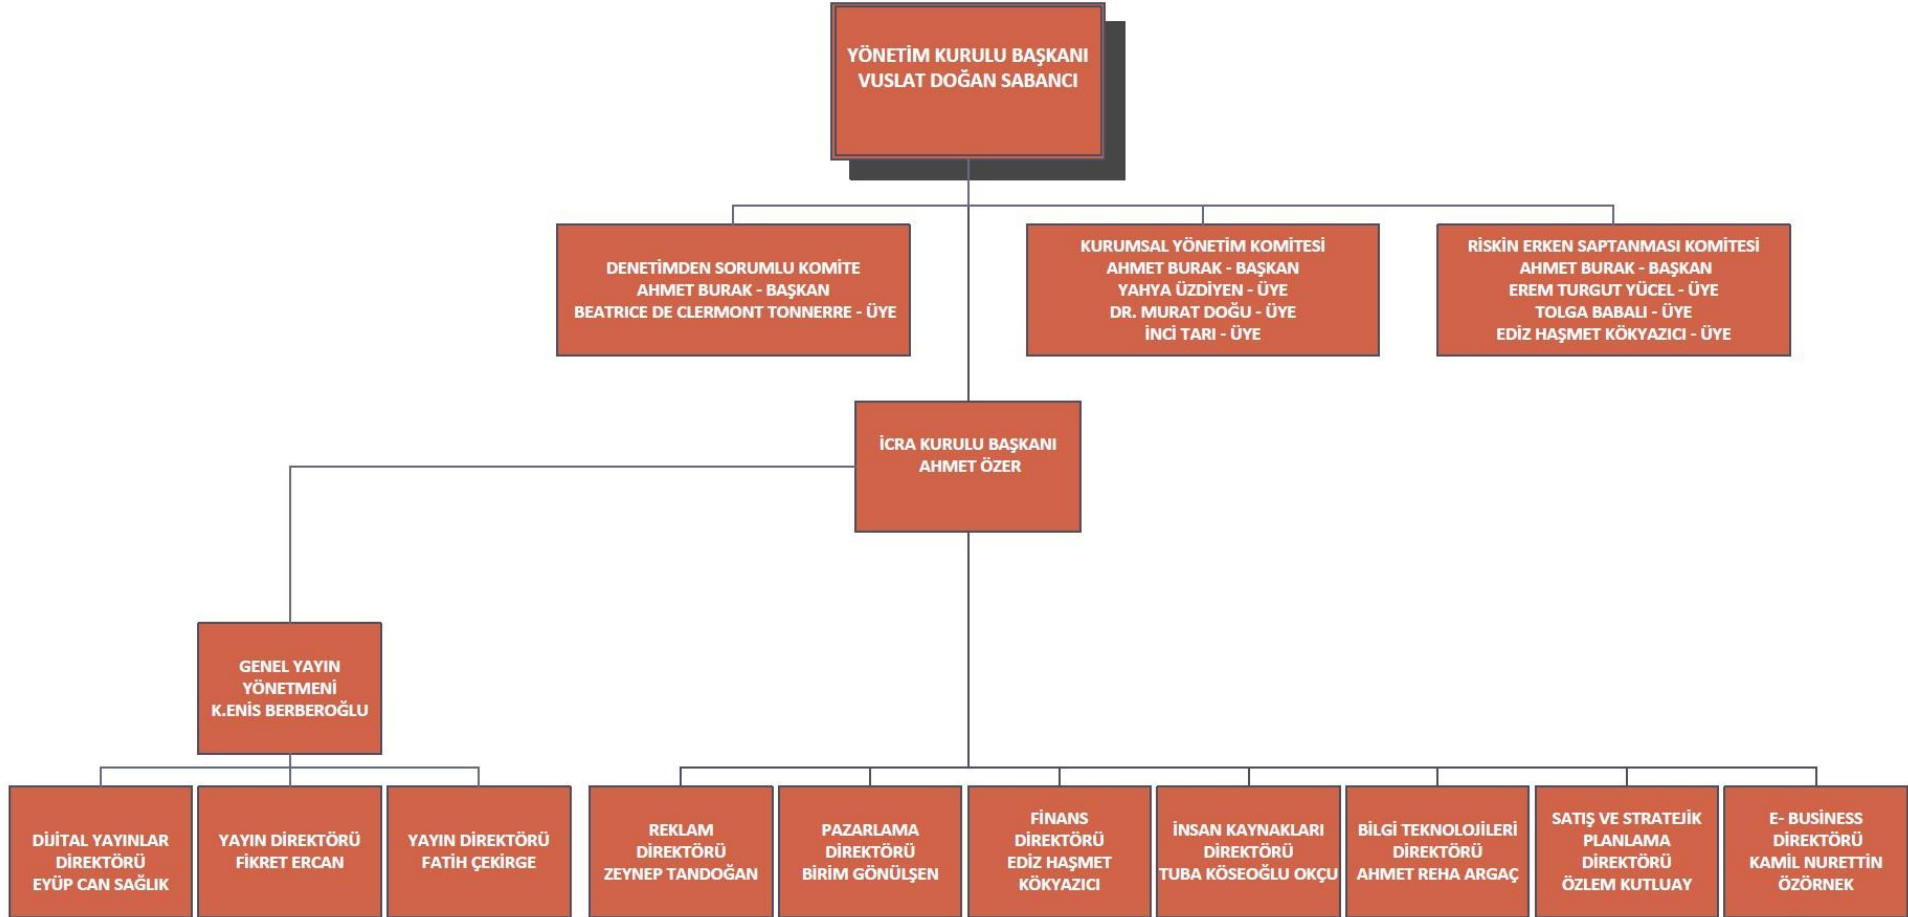 YÖNETİM KURULU BAŞKANI
VUSLAT DOĞAN SABANCI
DENETİMDEN SORUMLU KOMİTE
AHMET BURAK - BAŞKAN
BEATRICE DE CLERMONT TONNERRE - ÜYE
KURUMSAL YÖNETİM KOMİTESİ
AHMET BURAK - BAŞKAN
YAHYA ÜZDİYEN - ÜYE
DR. MURAT DOĞU - ÜYE
İNCİ TARI - ÜYE
RİSKİN ERKEN SAPTANMASI KOMİTESİ
AHMET BURAK - BAŞKAN
EREM TURGUT YÜCEL - ÜYE
TOLGA BABALI - ÜYE
EDİZ HAŞMET KÖKYAZICI - ÜYE
İCRA KURULU BAŞKANI
AHMET ÖZER
GENEL YAYIN
YÖNETMENİ
K.ENİS BERBEROĞLU
DİJİTAL YAYINLAR
DİREKTÖRÜ
EYÜP CAN SAĞLIK
YAYIN DİREKTÖRÜ
FİKRET ERCAN
YAYIN DİREKTÖRÜ
FATİH ÇEKİRGE
REKLAM
DİREKTÖRÜ
ZEYNEP TANDOĞAN
PAZARLAMA
DİREKTÖRÜ
BİRİM GÖNÜLŞEN
FİNANS
DİREKTÖRÜ
EDİZ HAŞMET
KÖKYAZICI
İNSAN KAYNAKLARI
DİREKTÖRÜ
TUBA KÖSEOĞLU OKÇU
BİLGİ TEKNOLOJİLERİ
DİREKTÖRÜ
AHMET REHA ARGAÇ
SATIŞ VE STRATEJİK
PLANLAMA
DİREKTÖRÜ
ÖZLEM KUTLUAY
E- BUSINESS
DİREKTÖRÜ
KAMİL NURETTİN
ÖZÖRNEK